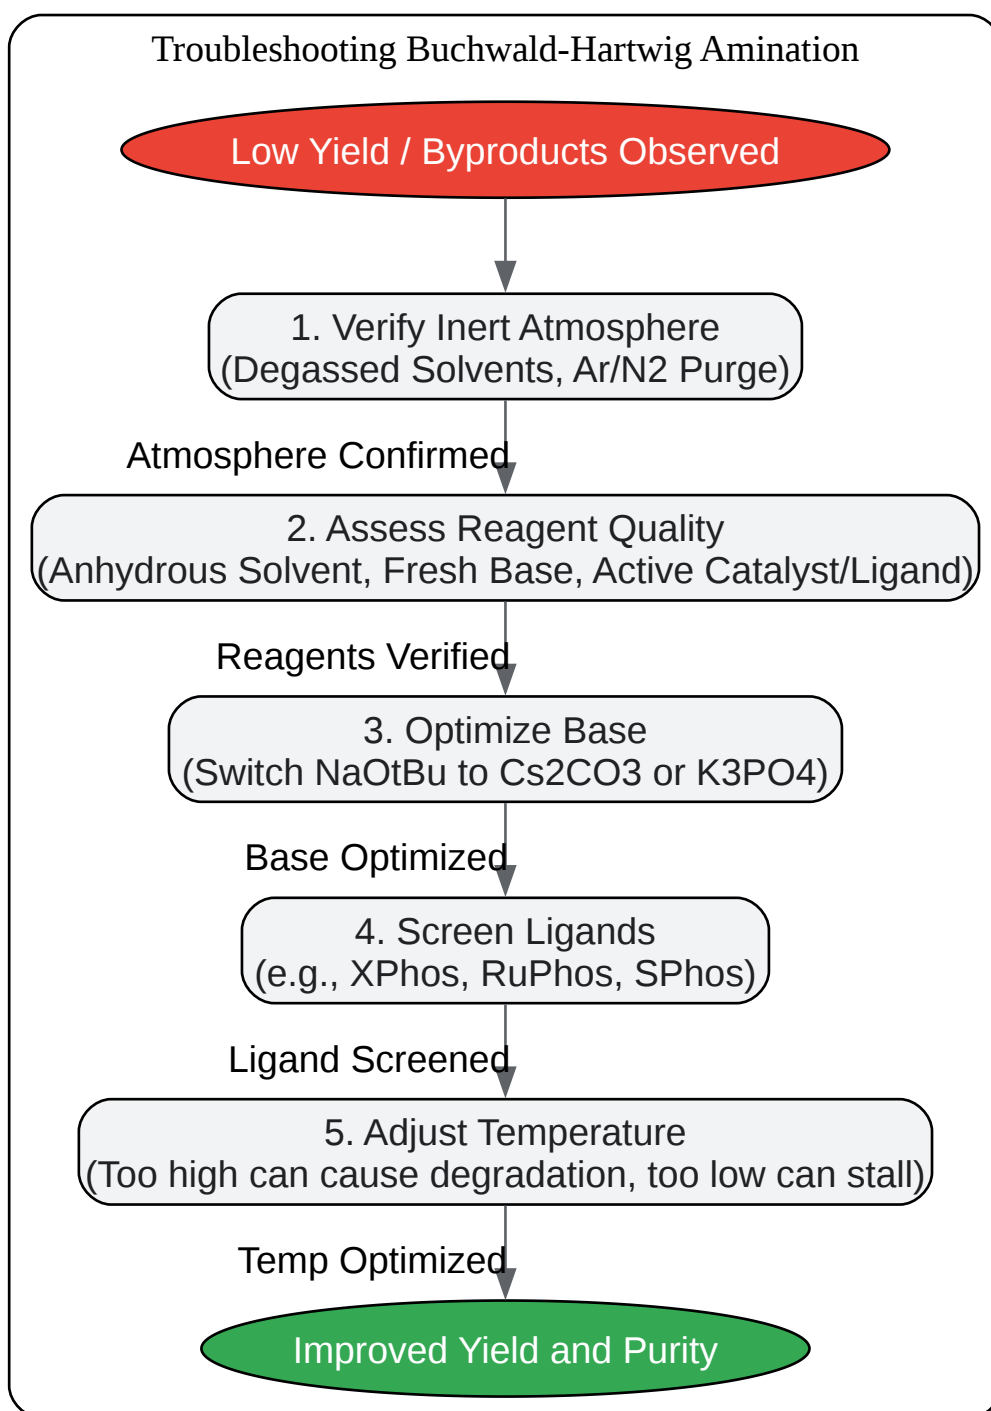 Troubleshooting Buchwald-Hartwig Amination
Low Yield / Byproducts Observed
1. Verify Inert Atmosphere
(Degassed Solvents, Ar/N2 Purge)
Atmosphere Confirmed
2. Assess Reagent Quality
(Anhydrous Solvent, Fresh Base, Active Catalyst/Ligand)
Reagents Verified
3. Optimize Base
(Switch NaOtBu to Cs2CO3 or K3PO4)
Base Optimized
4. Screen Ligands
(e.g., XPhos, RuPhos, SPhos)
Ligand Screened
5. Adjust Temperature
(Too high can cause degradation, too low can stall)
Temp Optimized
Improved Yield and Purity